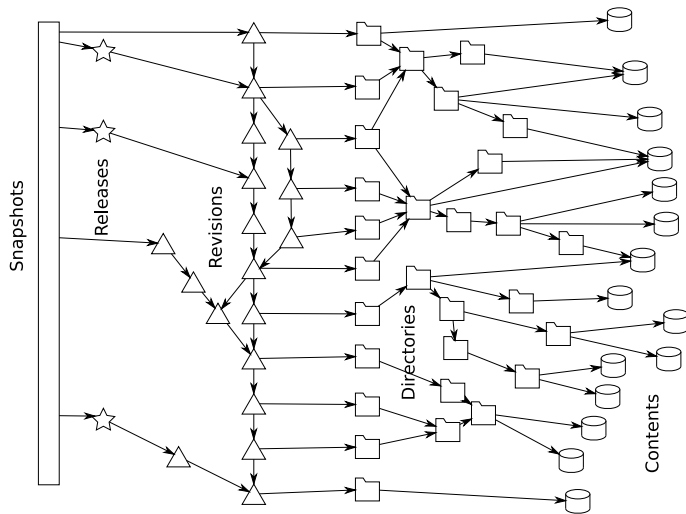 Snapshots
Releases
Revisions
Directories
Contents